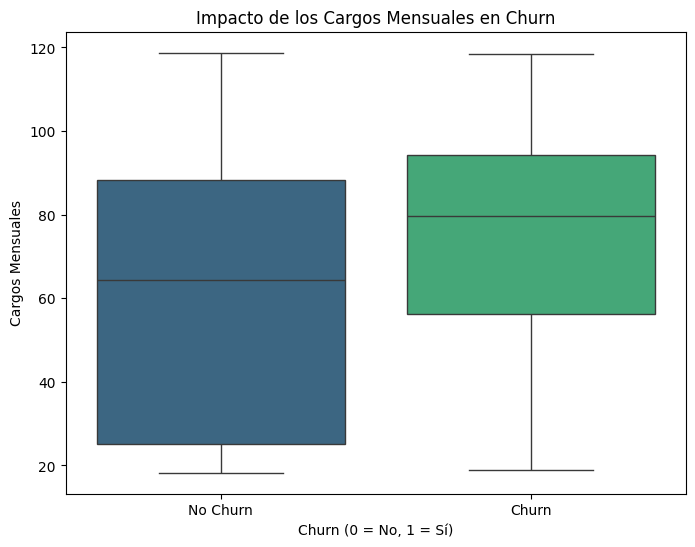 Impacto de los Cargos Mensuales en Churn
Cargos Mensuales
120
100
80
60
40
20
No Churn
Churn
Churn (0 = No, 1 = Sí)